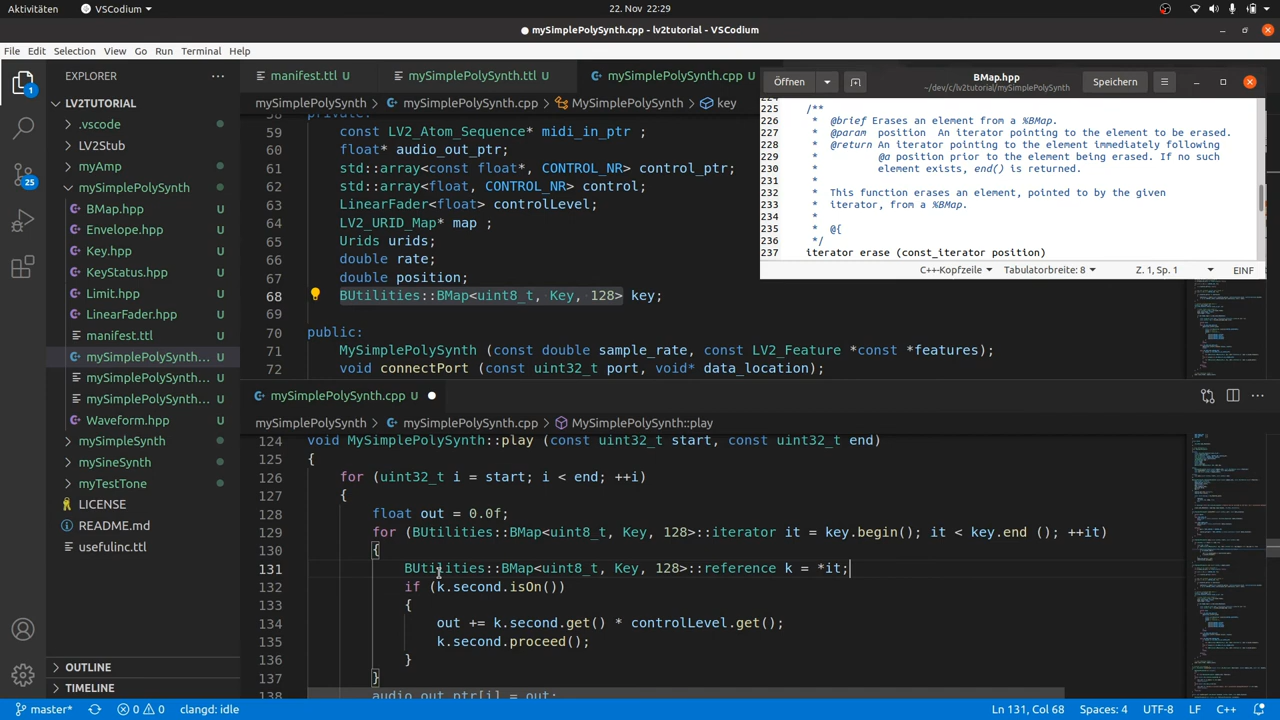 Aktivitäten
VSCodium
22. Nov 22:29
mySimplePolySynth.cpp - lv2tutorial - VSCodium
File Edit Selection View Go Run Terminal Help
1
EXPLORER
LV2TUTORIAL
.vscode
LV2Stub
myAmp
mySimplePolySynth
BMap.hpp U
Envelope.hpp U
Key.hpp U
KeyStatus.hpp U
Limit.hpp U
LinearFader.hpp U
manifest.ttl U
mySimplePolySynth... U
mySimplePolySynth... U
mySimplePolySynth... U
Waveform.hpp U
mySimpleSynth
mySineSynth
myTestTone
LICENSE
README.md
usefulinc.ttl
OUTLINE
TIMELINE
25
manifest.ttl U
mySimplePolySynth.ttl U
mySimplePolySynth.cpp U
mySimplePolySynth > mySimplePolySynth.cpp > MySimplePolySynth > key
58 private:
59 const LV2_Atom_Sequence* midi_in_ptr ;
60 float* audio_out_ptr;
61 std::array<const float*, CONTROL_NR> control_ptr;
62 std::array<float, CONTROL_NR> control;
63 LinearFader<float> controlLevel;
64 LV2_URID_Map* map ;
65 Urids urids;
66 double rate;
67 double position;
68 BUtilities::BMap<uint8_t, Key, 128> key;
69
70 public:
71 MySimplePolySynth (const double sample_rate, const LV2_Feature *const *features);
72 void connectPort (const uint32_t port, void* data_location);
Öffnen
BMap.hpp
~/dev/c/lv2tutorial/mySimplePolySynth
Speichern
224
225 /**
226 * @brief Erases an element from a %BMap.
227 * @param position An iterator pointing to the element to be erased.
228 * @return An iterator pointing to the element immediately following
229 * @a position prior to the element being erased. If no such
230 * element exists, end() is returned.
231 *
232 * This function erases an element, pointed to by the given
233 * iterator, from a %BMap.
234 *
235 * @{
236 */
237 iterator erase (const_iterator position)
C++-Kopfzeile Tabulatorbreite: 8 Z. 1, Sp. 1 EINF
mySimplePolySynth.cpp U
mySimplePolySynth > mySimplePolySynth.cpp > MySimplePolySynth::play
124 void MySimplePolySynth::play (const uint32_t start, const uint32_t end)
125 {
126 for (uint32_t i = start; i < end; ++i)
127 {
128 float out = 0.0f
129 for (BUtilities::BMap<uint8_t, Key, 128>::iterator it = key.begin(); it < key.end (); ++it)
130 {
131 BUtilities::BMap<uint8_t, Key, 128>::reference k = *it;
132 if (k.second.isOn())
133 {
134 out += k.second.get() * controlLevel.get();
135 k.second.proceed();
136 }
137 }
138 audio_out_ptr[i] = out;
master* 0 0 clangd: idle Ln 131, Col 68 Spaces: 4 UTF-8 LF C++